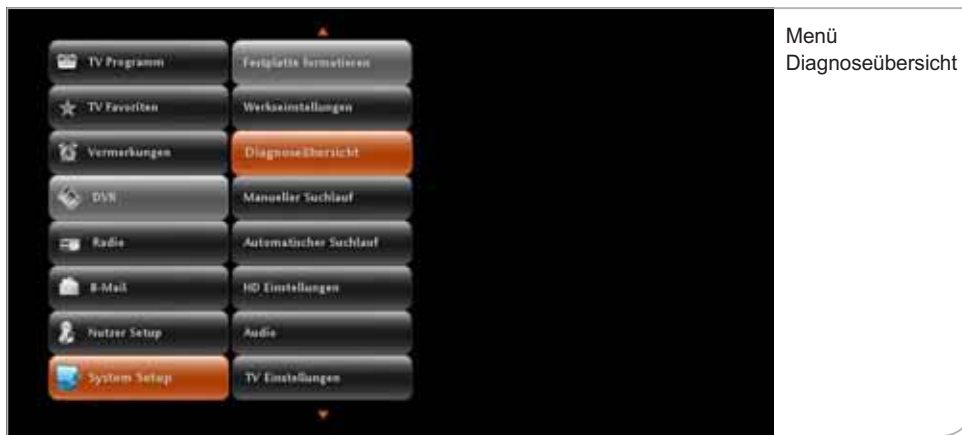 TV Programm
TV Favoriten
Vormerkungen
DVR
Radio
E-Mail
Nutzer Setup
System Setup
Festplatte formatieren
Werkseinstellungen
Diagnoseübersicht
Manueller Suchlauf
Automatischer Suchlauf
HD Einstellungen
Audio
TV Einstellungen
Menü
Diagnoseübersicht